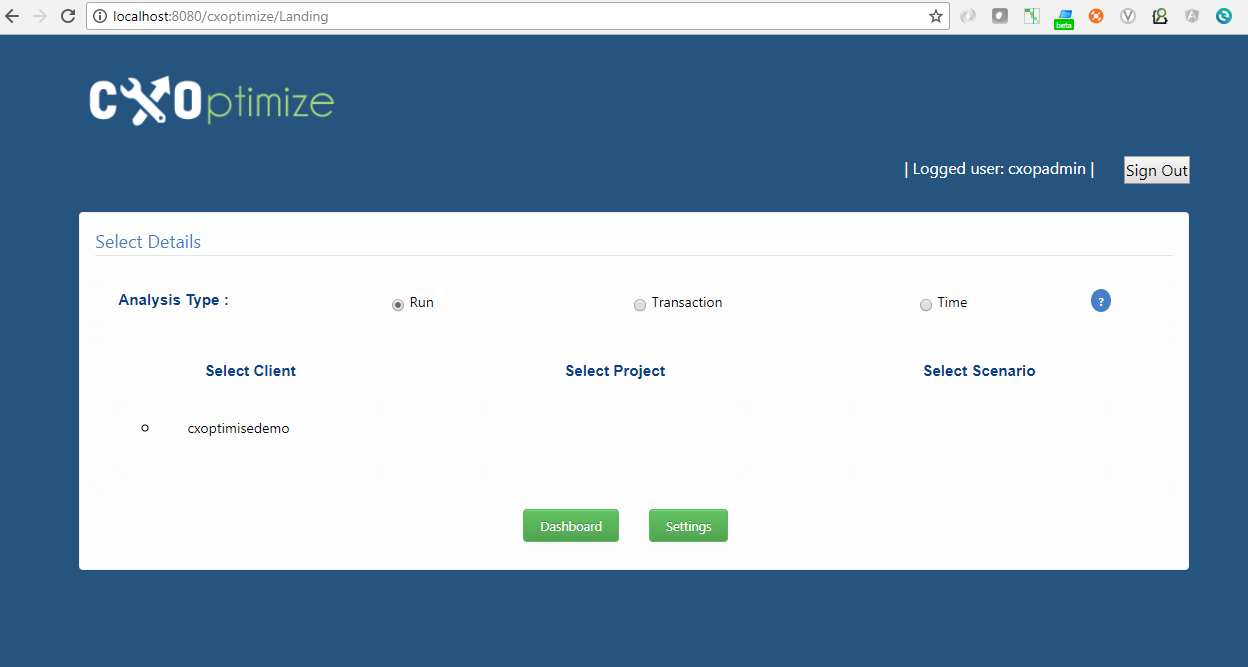 localhost:8080/cxoptimize/Landing
beta
CXOptimize
| Logged user: cxopadmin |
Sign Out
Select Details
Analysis Type :
Run
Transaction
Time
?
Select Client
Select Project
Select Scenario
cxoptimisedemo
Dashboard
Settings